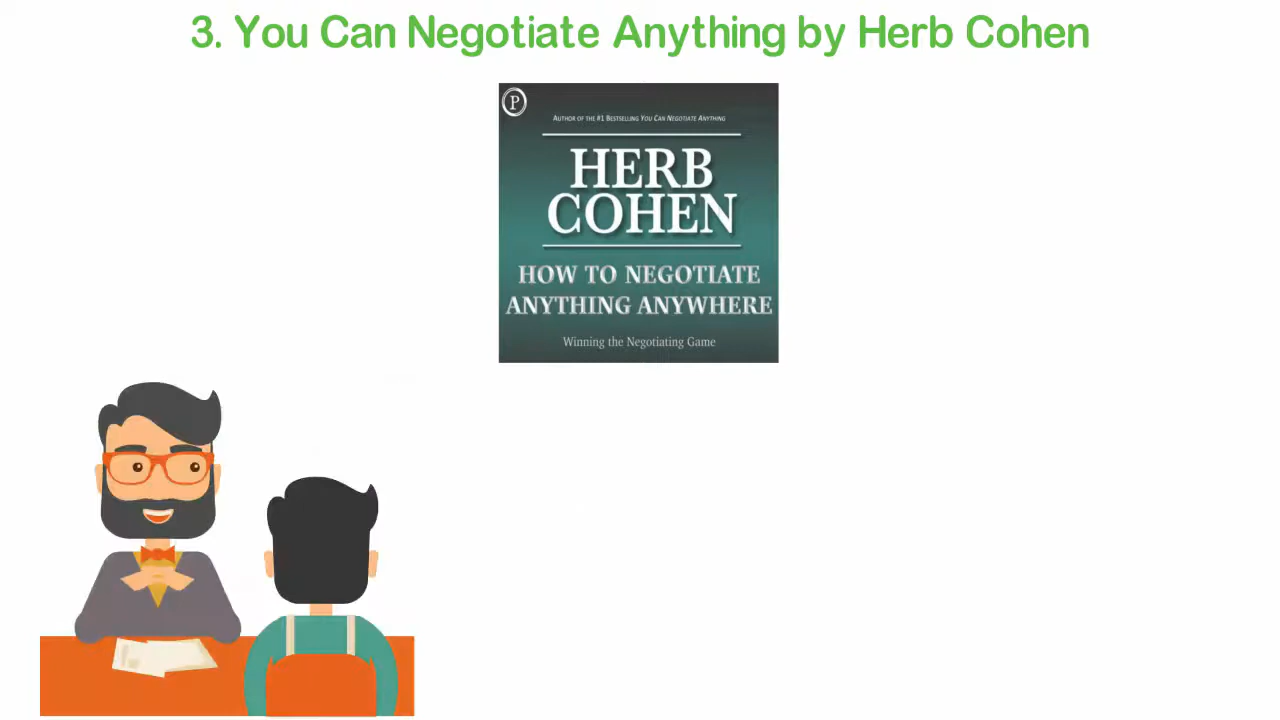 3. You Can Negotiate Anything by Herb Cohen
P
AUTHOR OF THE #1 BESTSELLING YOU CAN NEGOTIATE ANYTHING
HERB
COHEN
HOW TO NEGOTIATE
ANYTHING ANYWHERE
Winning the Negotiating Game